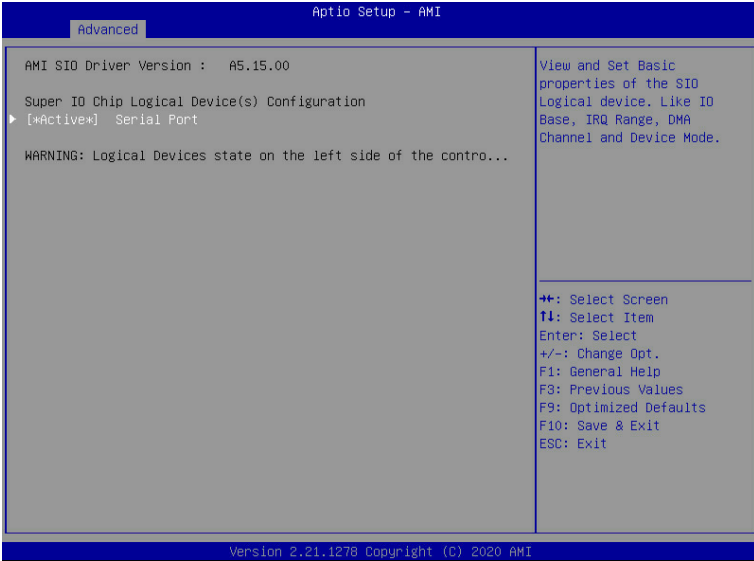 Aptio Setup - AMI
Advanced
AMI SIO Driver Version : A5.15.00
Super IO Chip Logical Device(s) Configuration
[*Active*] Serial Port
WARNING: Logical Devices state on the left side of the contro...
View and Set Basic
properties of the SIO
Logical device. Like IO
Base, IRQ Range, DMA
Channel and Device Mode.
→←: Select Screen
↑↓: Select Item
Enter: Select
+/-: Change Opt.
F1: General Help
F3: Previous Values
F9: Optimized Defaults
F10: Save & Exit
ESC: Exit
Version 2.21.1278 Copyright (C) 2020 AMI